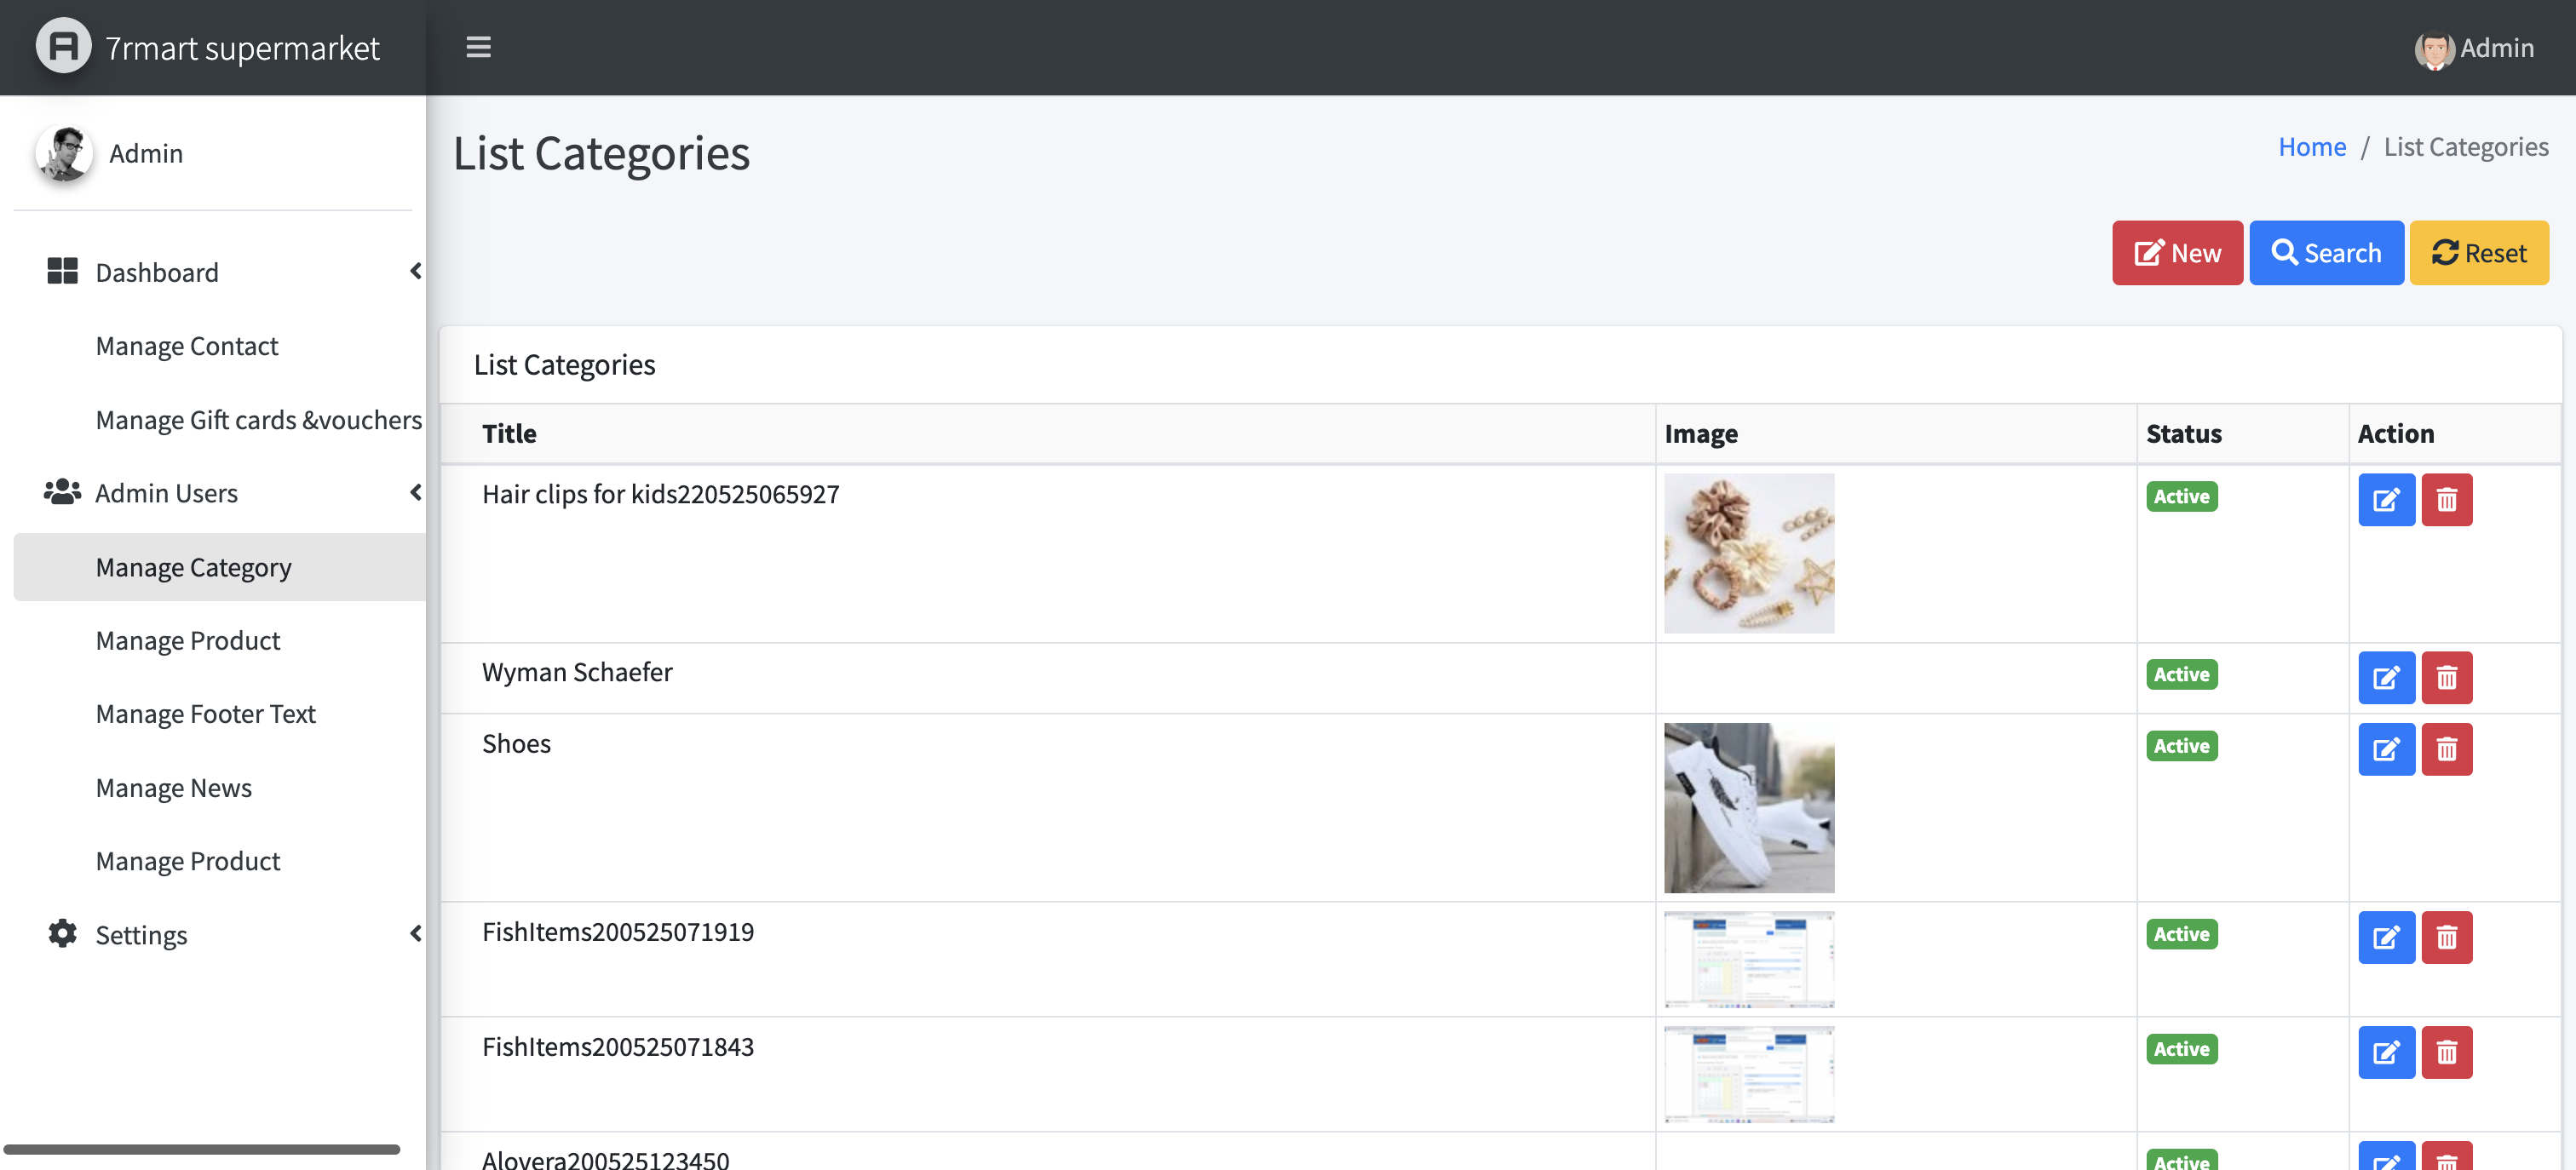 7rmart supermarket
Admin
Admin
List Categories
Home / List Categories
New
Search
Reset
Dashboard
Manage Contact
Manage Gift cards &vouchers
Admin Users
Manage Category
Manage Product
Manage Footer Text
Manage News
Manage Product
Settings
List Categories
Title Image Status Action
Hair clips for kids220525065927 Active
Wyman Schaefer Active
Shoes Active
FishItems200525071919 Active
FishItems200525071843 Active
Alovera200525123450 Active